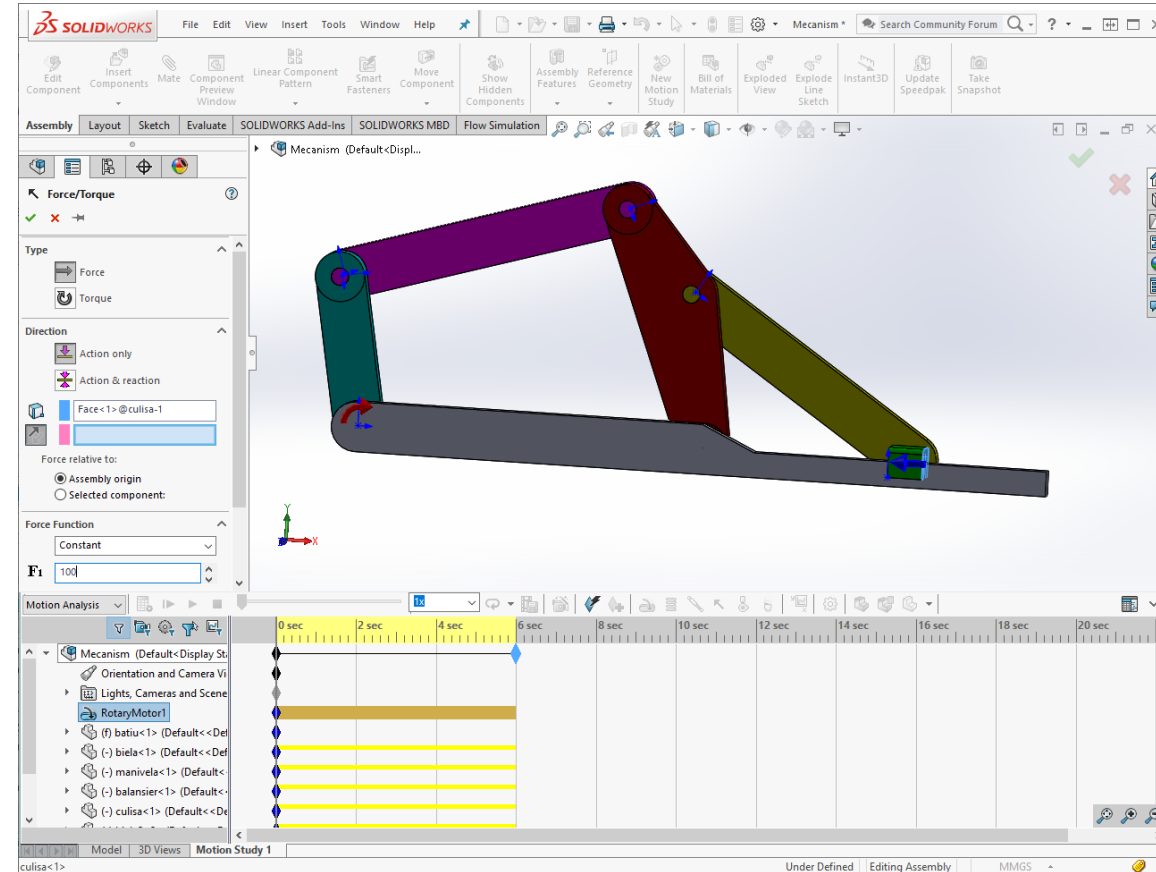 SOLIDWORKS File Edit View Insert Tools Window Help Mecanism * Search Community Forum ?
Edit Component
Insert Components
Mate
Component Preview Window
Linear Component Pattern
Smart Fasteners
Move Component
Show Hidden Components
Assembly Features
Reference Geometry
New Motion Study
Bill of Materials
Exploded View
Explode Line Sketch
Instant3D
Update Speedpak
Take Snapshot
Assembly Layout Sketch Evaluate SOLIDWORKS Add-Ins SOLIDWORKS MBD Flow Simulation
Mecanism (Default<Displ...
Force/Torque
Type
Force
Torque
Direction
Action only
Action & reaction
Face<1>@culisa-1
Force relative to:
Assembly origin
Selected component:
Force Function
Constant
F1 100
Y
X
Motion Analysis 1x
0 sec 2 sec 4 sec 6 sec 8 sec 10 sec 12 sec 14 sec 16 sec 18 sec 20 sec
Mecanism (Default<Display Sta
Orientation and Camera Vi
Lights, Cameras and Scene
RotaryMotor1
(f) batiu<1> (Default<<Def
(-) biela<1> (Default<<Def
(-) manivela<1> (Default<
(-) balansier<1> (Default<
(-) culisa<1> (Default<<De
Model 3D Views Motion Study 1
culisa<1> Under Defined Editing Assembly MMGS